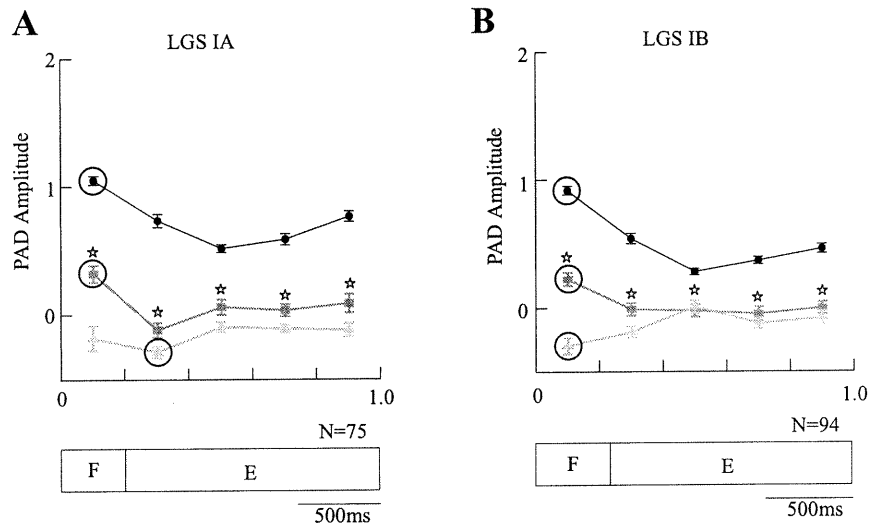 A
LGS IA
2
1
0
PAD Amplitude
0
1.0
N=75
F
E
500ms
B
LGS IB
2
1
0
PAD Amplitude
0
1.0
N=94
F
E
500ms